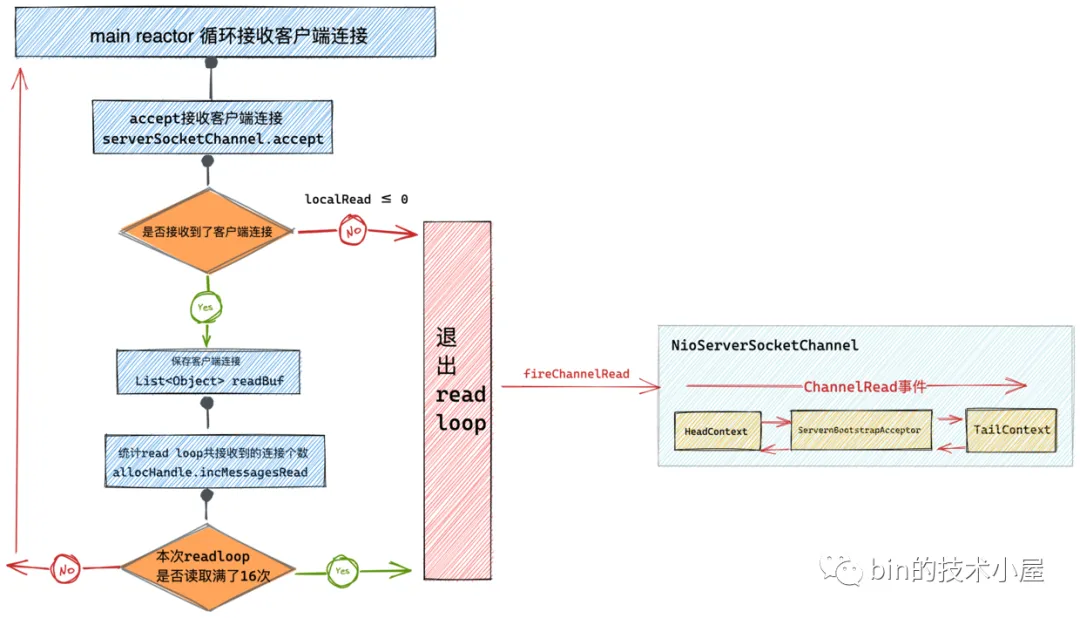 main reactor 循环接收客户端连接
accept接收客户端连接
serverSocketChannel.accept
localRead ≤ 0
是否接收到了客户端连接
No
Yes
保存客户端连接
List<Object> readBuf
统计read loop共接收到的连接个数
allocHandle.incMessagesRead
本次readloop
是否读取满了16次
No
Yes
退
出
read
loop
fireChannelRead
NioServerSocketChannel
ChannelRead事件
HeadContext
ServernBootstrapAcceptor
TailContext
bin的技术小屋